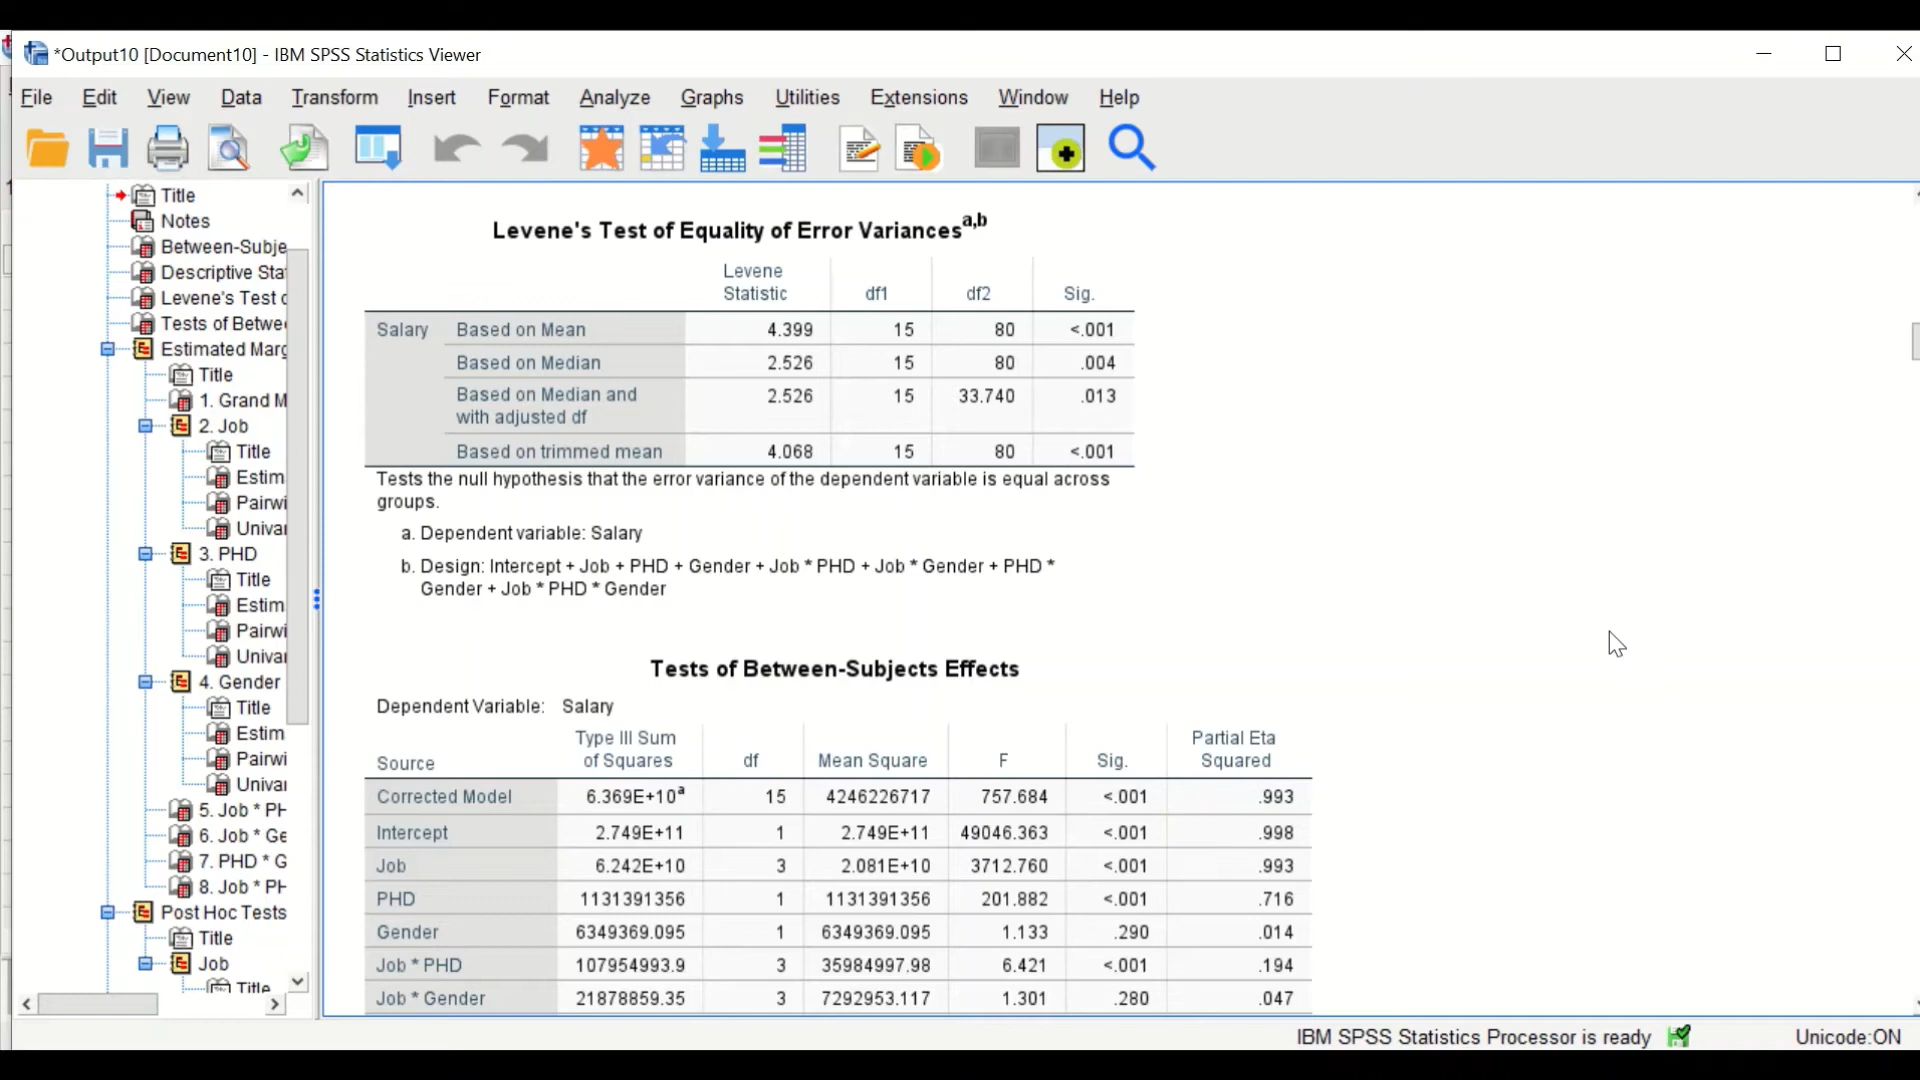 *Output10 [Document10] - IBM SPSS Statistics Viewer
File Edit View Data Transform Insert Format Analyze Graphs Utilities Extensions Window Help
Title
Notes
Between-Subje
Descriptive Sta
Levene's Test o
Tests of Betwe
Estimated Marg
Title
1. Grand M
2. Job
Title
Estim
Pairwi
Univa
3. PHD
Title
Estim
Pairwi
Univa
4. Gender
Title
Estim
Pairwi
Univa
5. Job * PH
6. Job * Ge
7. PHD * G
8. Job * PH
Post Hoc Tests
Title
Job
Title
Levene's Test of Equality of Error Variances a,b
Levene Statistic df1 df2 Sig.
Salary Based on Mean 4.399 15 80 <.001
Based on Median 2.526 15 80 .004
Based on Median and with adjusted df 2.526 15 33.740 .013
Based on trimmed mean 4.068 15 80 <.001
Tests the null hypothesis that the error variance of the dependent variable is equal across
groups.
a. Dependent variable: Salary
b. Design: Intercept + Job + PHD + Gender + Job * PHD + Job * Gender + PHD *
Gender + Job * PHD * Gender
Tests of Between-Subjects Effects
Dependent Variable: Salary
Source Type III Sum of Squares df Mean Square F Sig. Partial Eta Squared
Corrected Model 6.369E+10 a 15 4246226717 757.684 <.001 .993
Intercept 2.749E+11 1 2.749E+11 49046.363 <.001 .998
Job 6.242E+10 3 2.081E+10 3712.760 <.001 .993
PHD 1131391356 1 1131391356 201.882 <.001 .716
Gender 6349369.095 1 6349369.095 1.133 .290 .014
Job * PHD 107954993.9 3 35984997.98 6.421 <.001 .194
Job * Gender 21878859.35 3 7292953.117 1.301 .280 .047
IBM SPSS Statistics Processor is ready
Unicode:ON